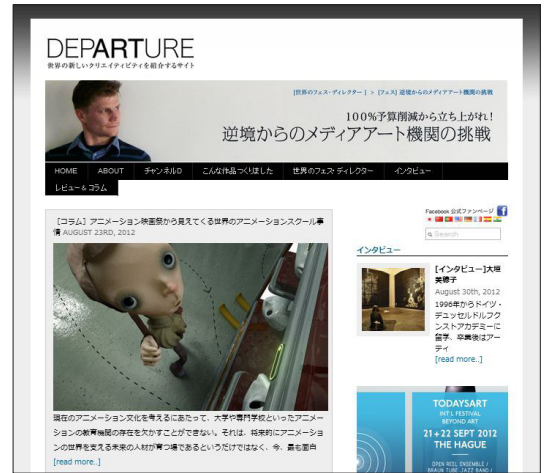 DEPARTURE
世界の新しいクリエイティビティを紹介するサイト
[世界のフェス・ディレクター] > [フェス] 逆境からのメディアアート機関の挑戦
100%予算削減から立ち上がれ!
逆境からのメディアアート機関の挑戦
HOME ABOUT チャンネルD こんな作品つくりました 世界のフェス・ディレクター インタビュー
レビュー&コラム
[コラム] アニメーション映画祭から見えてくる世界のアニメーションスクール事
情 AUGUST 23RD, 2012
現在のアニメーション文化を考えるにあたって、大学や専門学校といったアニメー
ションの教育機関の存在を欠かすことができない。それは、将来的にアニメーショ
ンの世界を支える未来の人材が育つ場であるというだけではなく、今、最も面白
[read more..]
Facebook 公式ファンページ
Search
インタビュー
[インタビュー]大垣
美穂子
August 30th, 2012
1996年からドイツ・
デュッセルドルフク
ンストアカデミーに
留学、卒業後はアー
ティ
[read more..]
TODAYSART
INT'L FESTIVAL
BEYOND ART
21+22 SEPT 2012
THE HAGUE
OPEN REEL ENSEMBLE /
BRAUN TUBE JAZZ BAND /